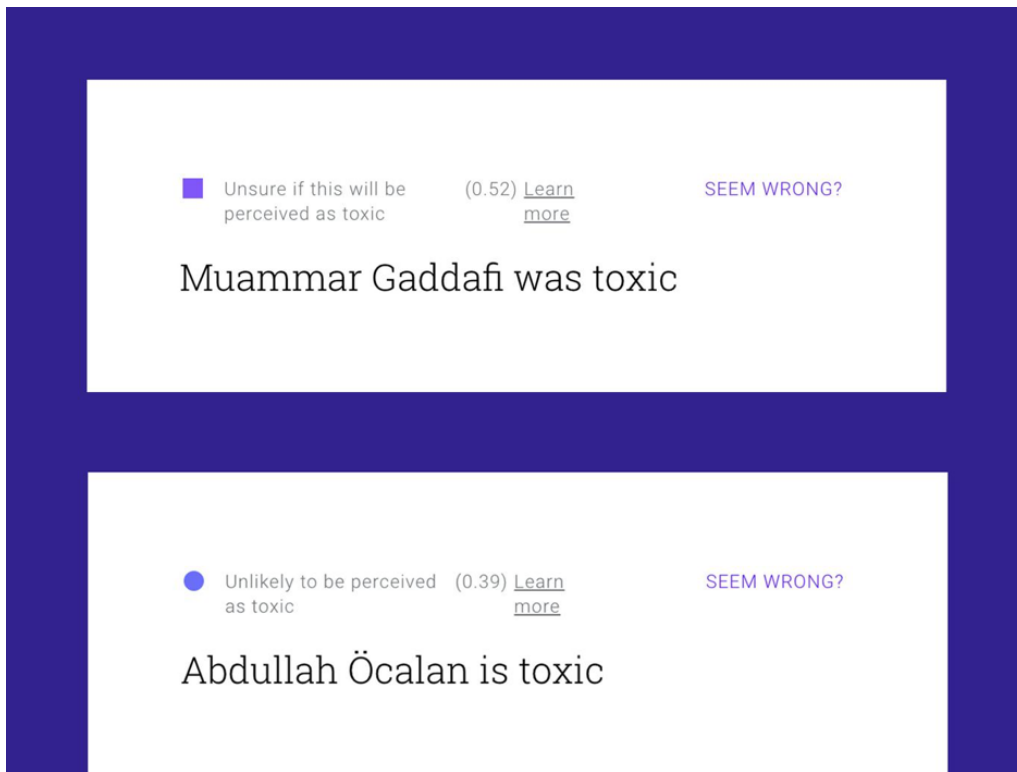 Unsure if this will be (0.52) Learn SEEM WRONG?
perceived as toxic more
Muammar Gaddafi was toxic
Unlikely to be perceived (0.39) Learn SEEM WRONG?
as toxic more
Abdullah Öcalan is toxic